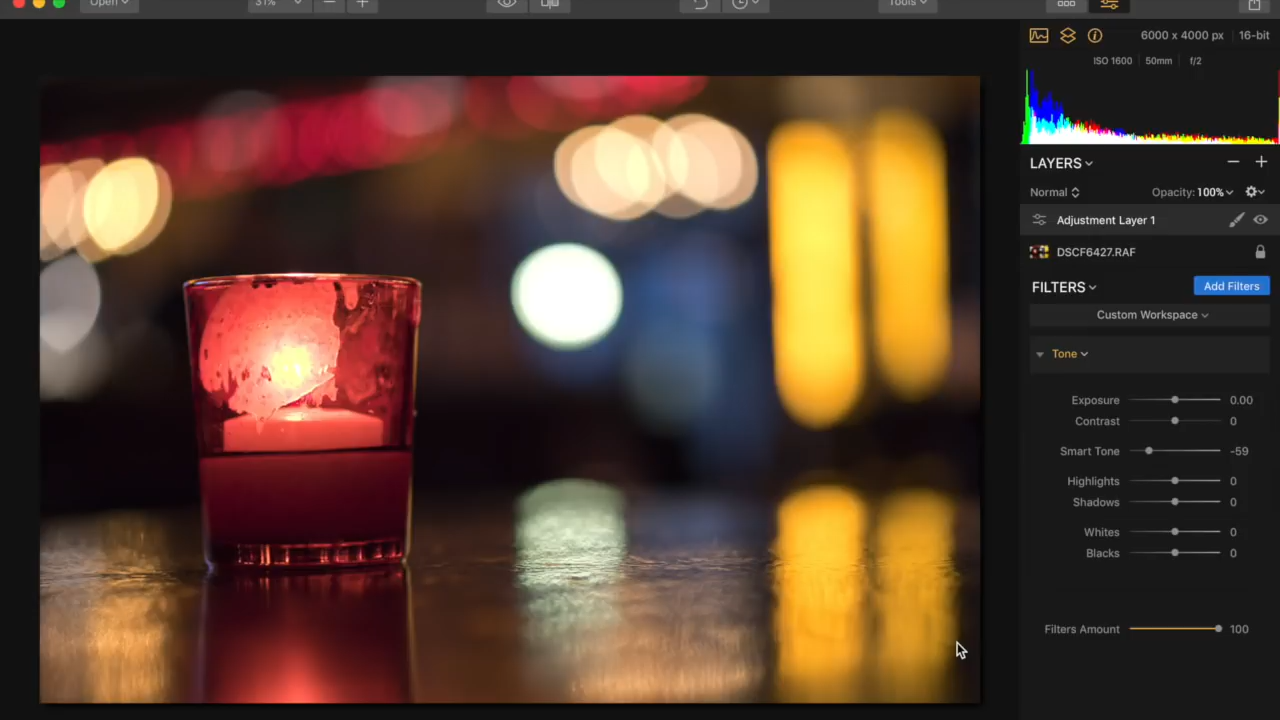 Open
31%
Tools
6000 x 4000 px 16-bit
ISO 1600 50mm f/2
LAYERS
Normal Opacity: 100%
Adjustment Layer 1
DSCF6427.RAF
FILTERS Add Filters
Custom Workspace
Tone
Exposure 0.00
Contrast 0
Smart Tone -59
Highlights 0
Shadows 0
Whites 0
Blacks 0
Filters Amount 100